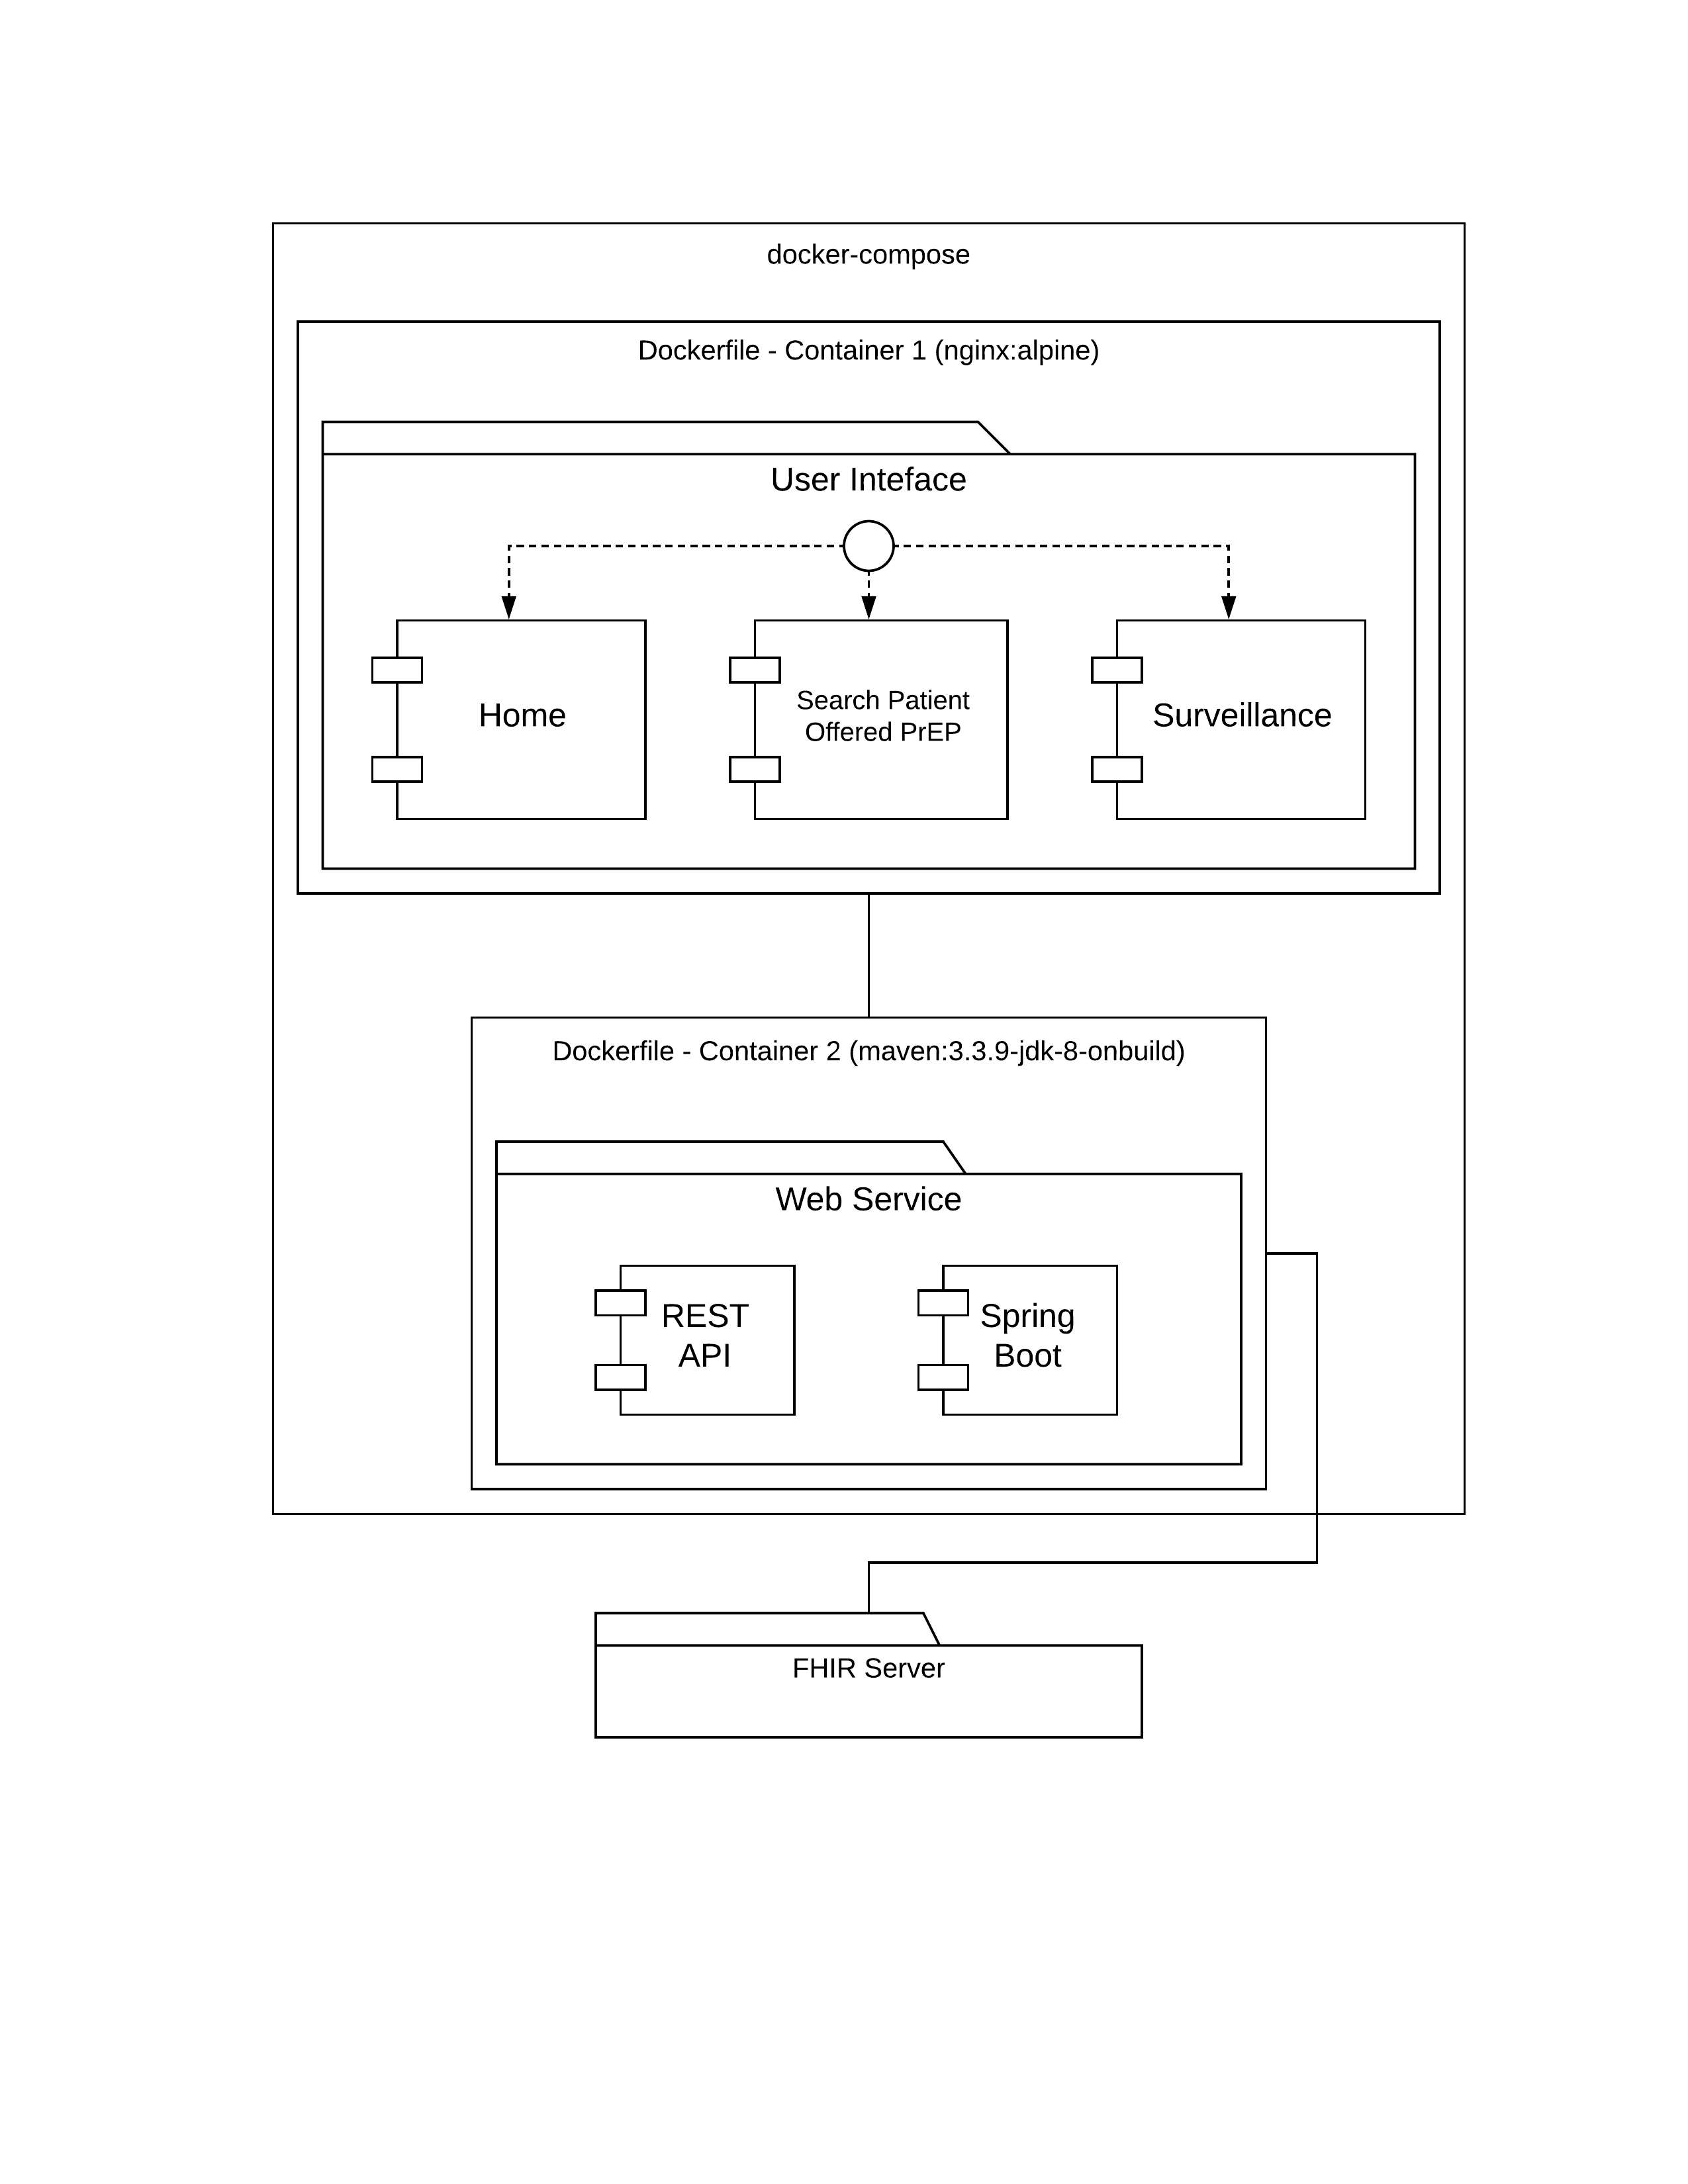 docker-compose
Dockerfile - Container 1 (nginx:alpine)
User Inteface
Home
Search Patient
Offered PrEP
Surveillance
Dockerfile - Container 2 (maven:3.3.9-jdk-8-onbuild)
Web Service
REST
API
Spring
Boot
FHIR Server